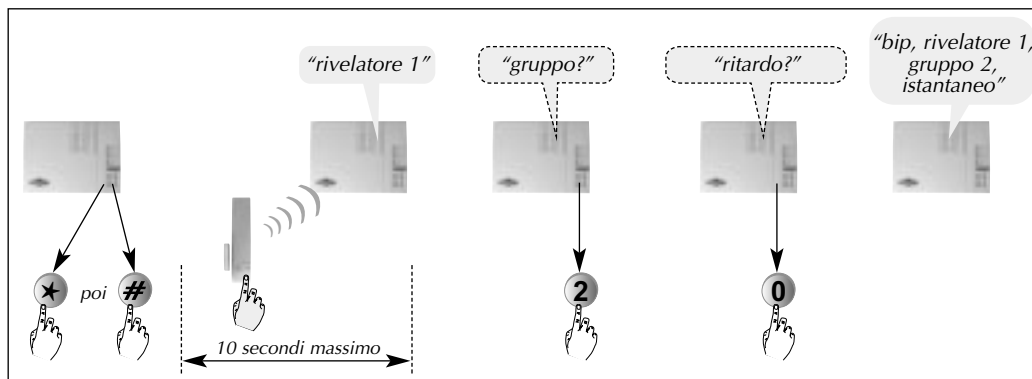 “rivelatore 1”
“gruppo?”
“ritardo?”
“bip, rivelatore 1,
gruppo 2,
istantaneo”
* poi #
2
0
10 secondi massimo